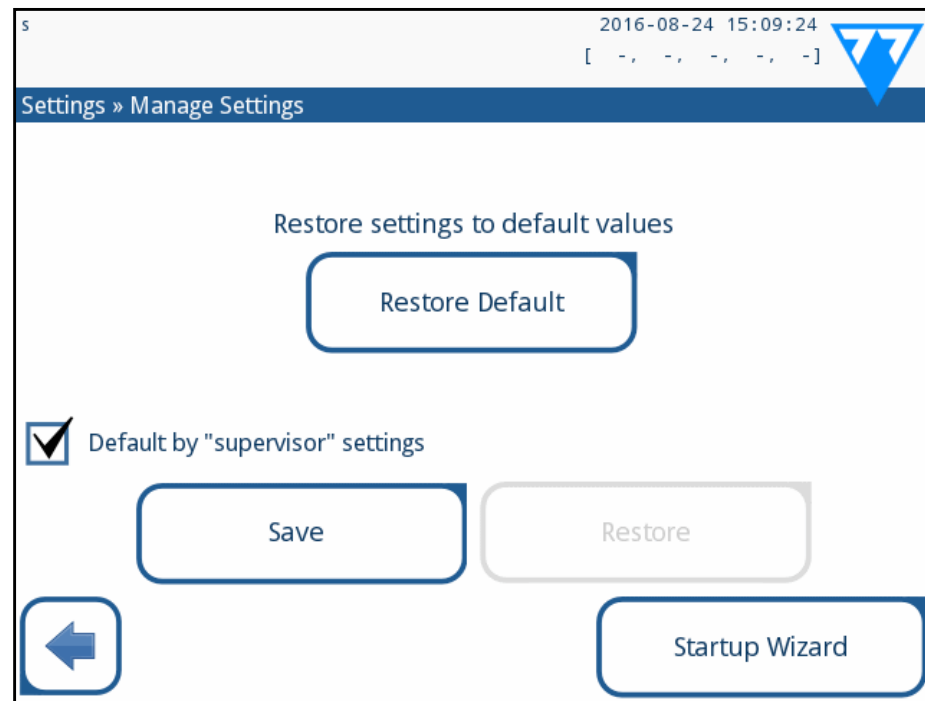 s
2016-08-24 15:09:24
[ -, -, -, -, -]
Settings » Manage Settings
Restore settings to default values
Restore Default
Default by "supervisor" settings
Save
Restore
Startup Wizard